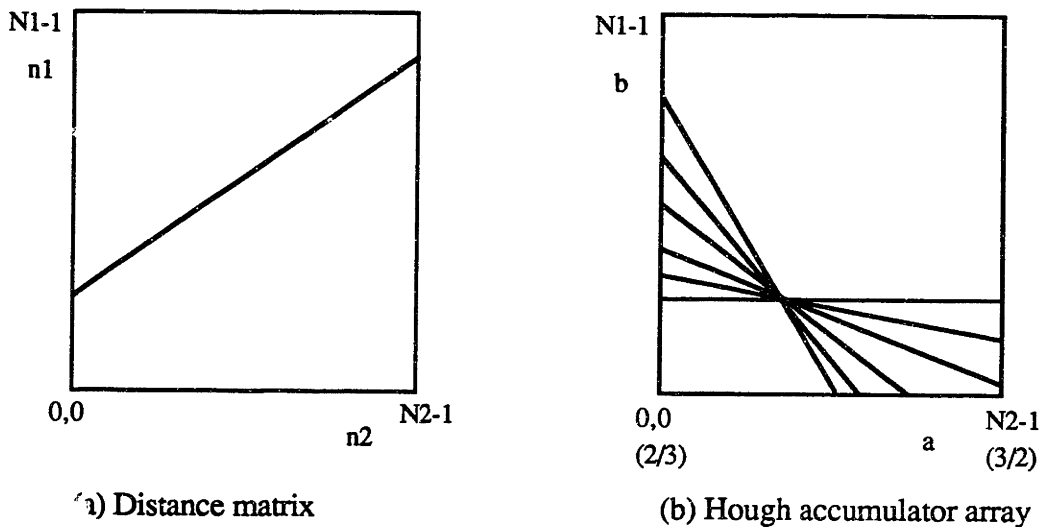 N1-1
n1
0,0
N2-1
n2
(a) Distance matrix
N1-1
b
0,0
N2-1
(2/3)
a
(3/2)
(b) Hough accumulator array